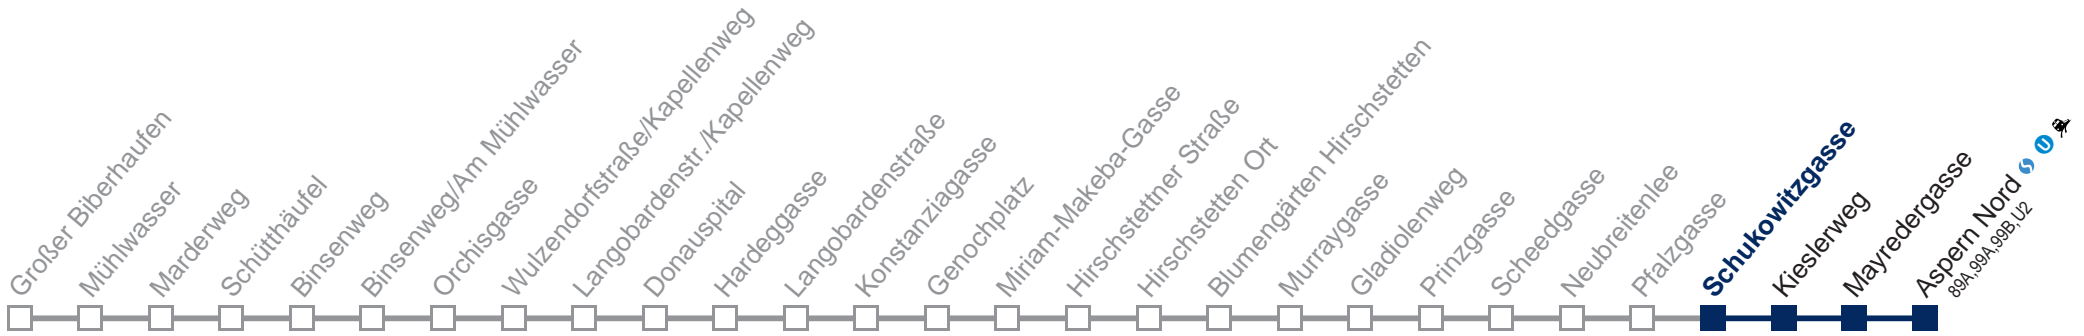 Großer Biberhaufen
Mühlwasser
Marderweg
Schütthäufel
Binsenweg
Binsenweg/Am Mühlwasser
Orchisgasse
Wulzendorfstraße/Kapellenweg
Langobardenstr./Kapellenweg
Donauspital
Hardeggasse
Langobardenstraße
Konstanziagasse
Genochplatz
Miriam-Makeba-Gasse
Hirschstettner Straße
Hirschstetten Ort
Blumengärten Hirschstetten
Murraygasse
Gladiolenweg
Prinzgasse
Scheedgasse
Neubreitenlee
Pfalzgasse
Schukowitzgasse
Kieslerweg
Mayredergasse
Aspern Nord S U
89A,99A,99B,U2